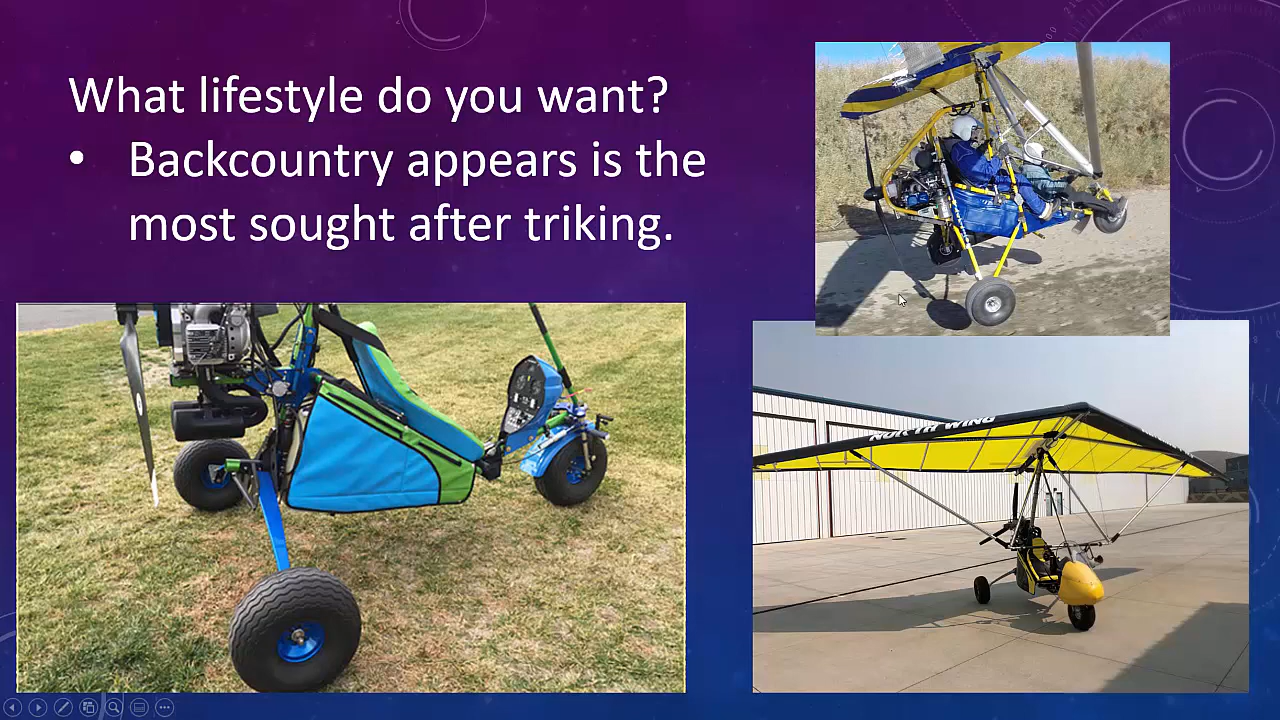 What lifestyle do you want?
• Backcountry appears is the
most sought after triking.
NORTH WING